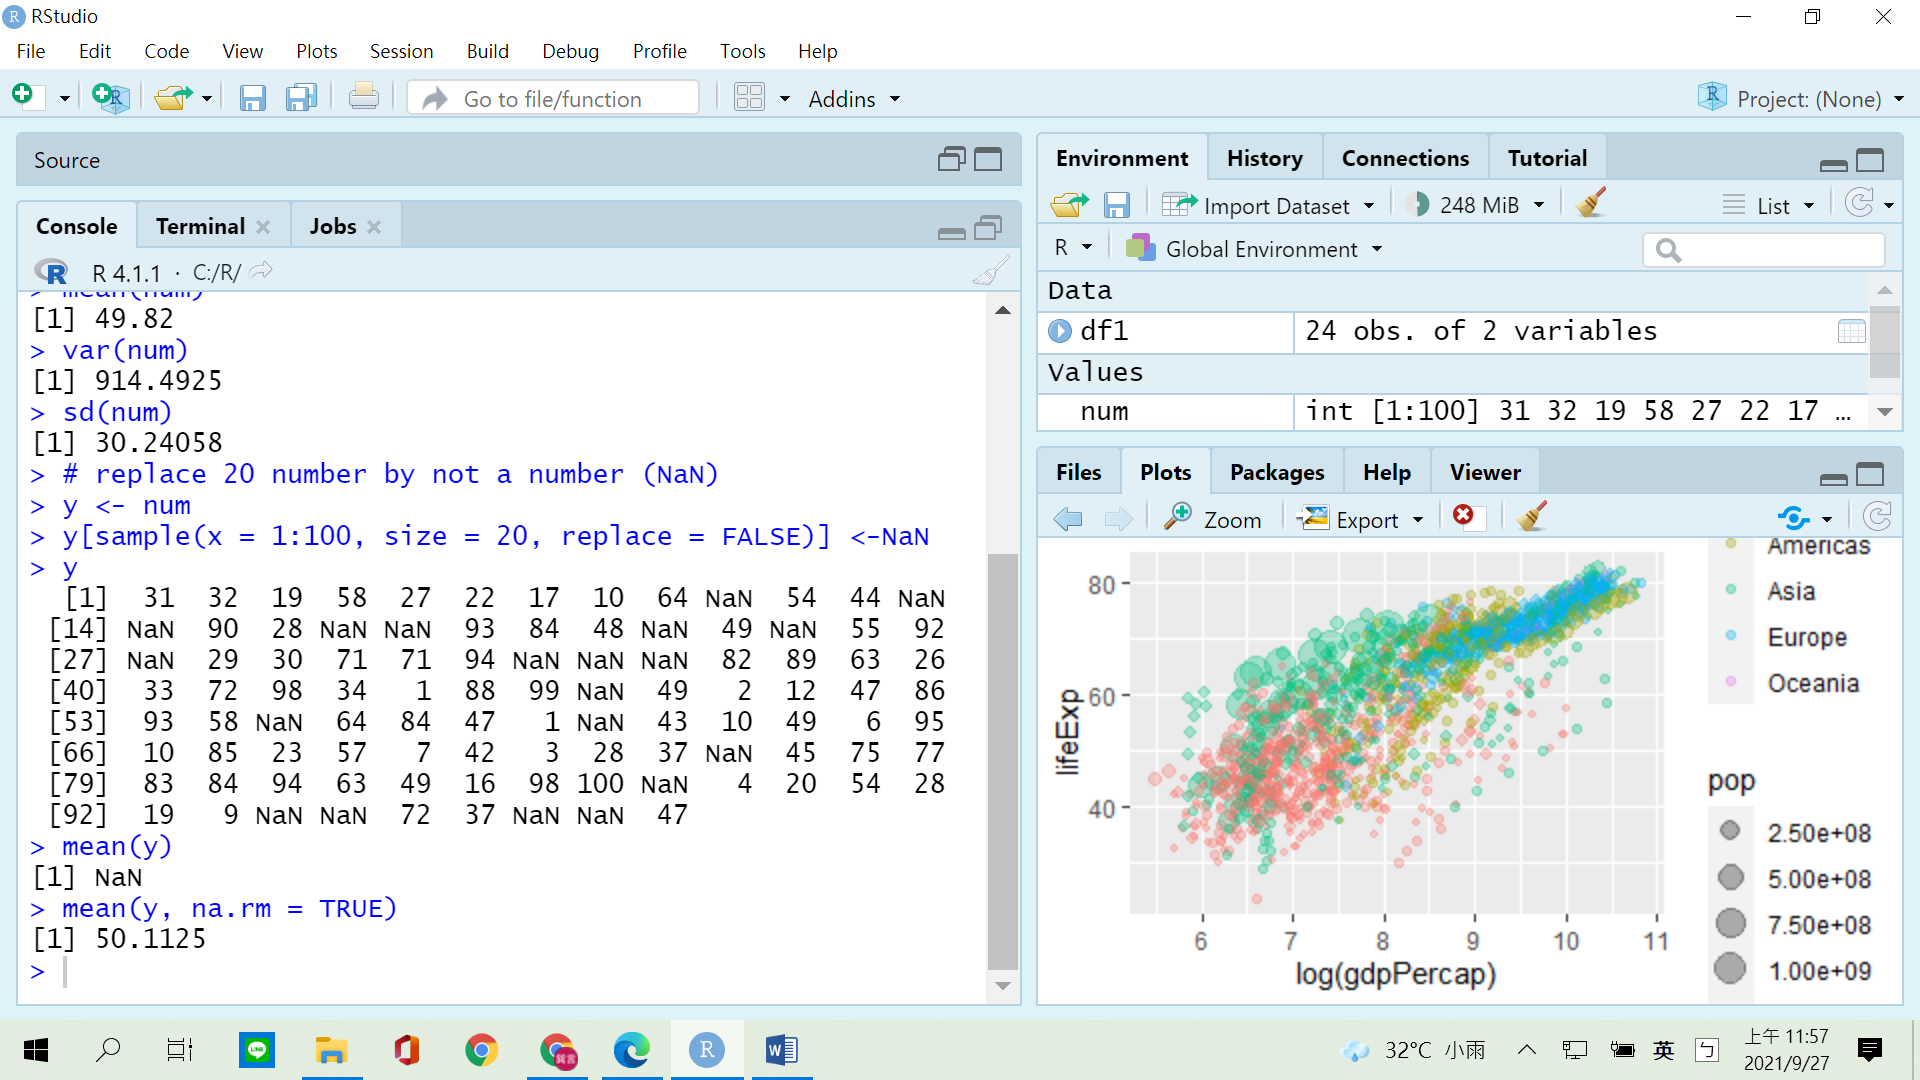 RStudio
File Edit Code View Plots Session Build Debug Profile Tools Help
Go to file/function Addins Project: (None)
Source
Console Terminal Jobs
R 4.1.1 · C:/R/
> mean(num)
[1] 49.82
> var(num)
[1] 914.4925
> sd(num)
[1] 30.24058
> # replace 20 number by not a number (NaN)
> y <- num
> y[sample(x = 1:100, size = 20, replace = FALSE)] <-NaN
> y
[1] 31 32 19 58 27 22 17 10 64 NaN 54 44 NaN
[14] NaN 90 28 NaN NaN 93 84 48 NaN 49 NaN 55 92
[27] NaN 29 30 71 71 94 NaN NaN NaN 82 89 63 26
[40] 33 72 98 34 1 88 99 NaN 49 2 12 47 86
[53] 93 58 NaN 64 84 47 1 NaN 43 10 49 6 95
[66] 10 85 23 57 7 42 3 28 37 NaN 45 75 77
[79] 83 84 94 63 49 16 98 100 NaN 4 20 54 28
[92] 19 9 NaN NaN 72 37 NaN NaN 47
> mean(y)
[1] NaN
> mean(y, na.rm = TRUE)
[1] 50.1125
>
Environment History Connections Tutorial
Import Dataset 248 MiB List
R Global Environment
Data
df1 24 obs. of 2 variables
Values
num int [1:100] 31 32 19 58 27 22 17 ...
Files Plots Packages Help Viewer
Zoom Export
Americas
Asia
Europe
Oceania
pop
2.50e+08
5.00e+08
7.50e+08
1.00e+09
80
60
40
lifeExp
6 7 8 9 10 11
log(gdpPercap)
32°C 小雨 英 ㄅ 上午 11:57
2021/9/27